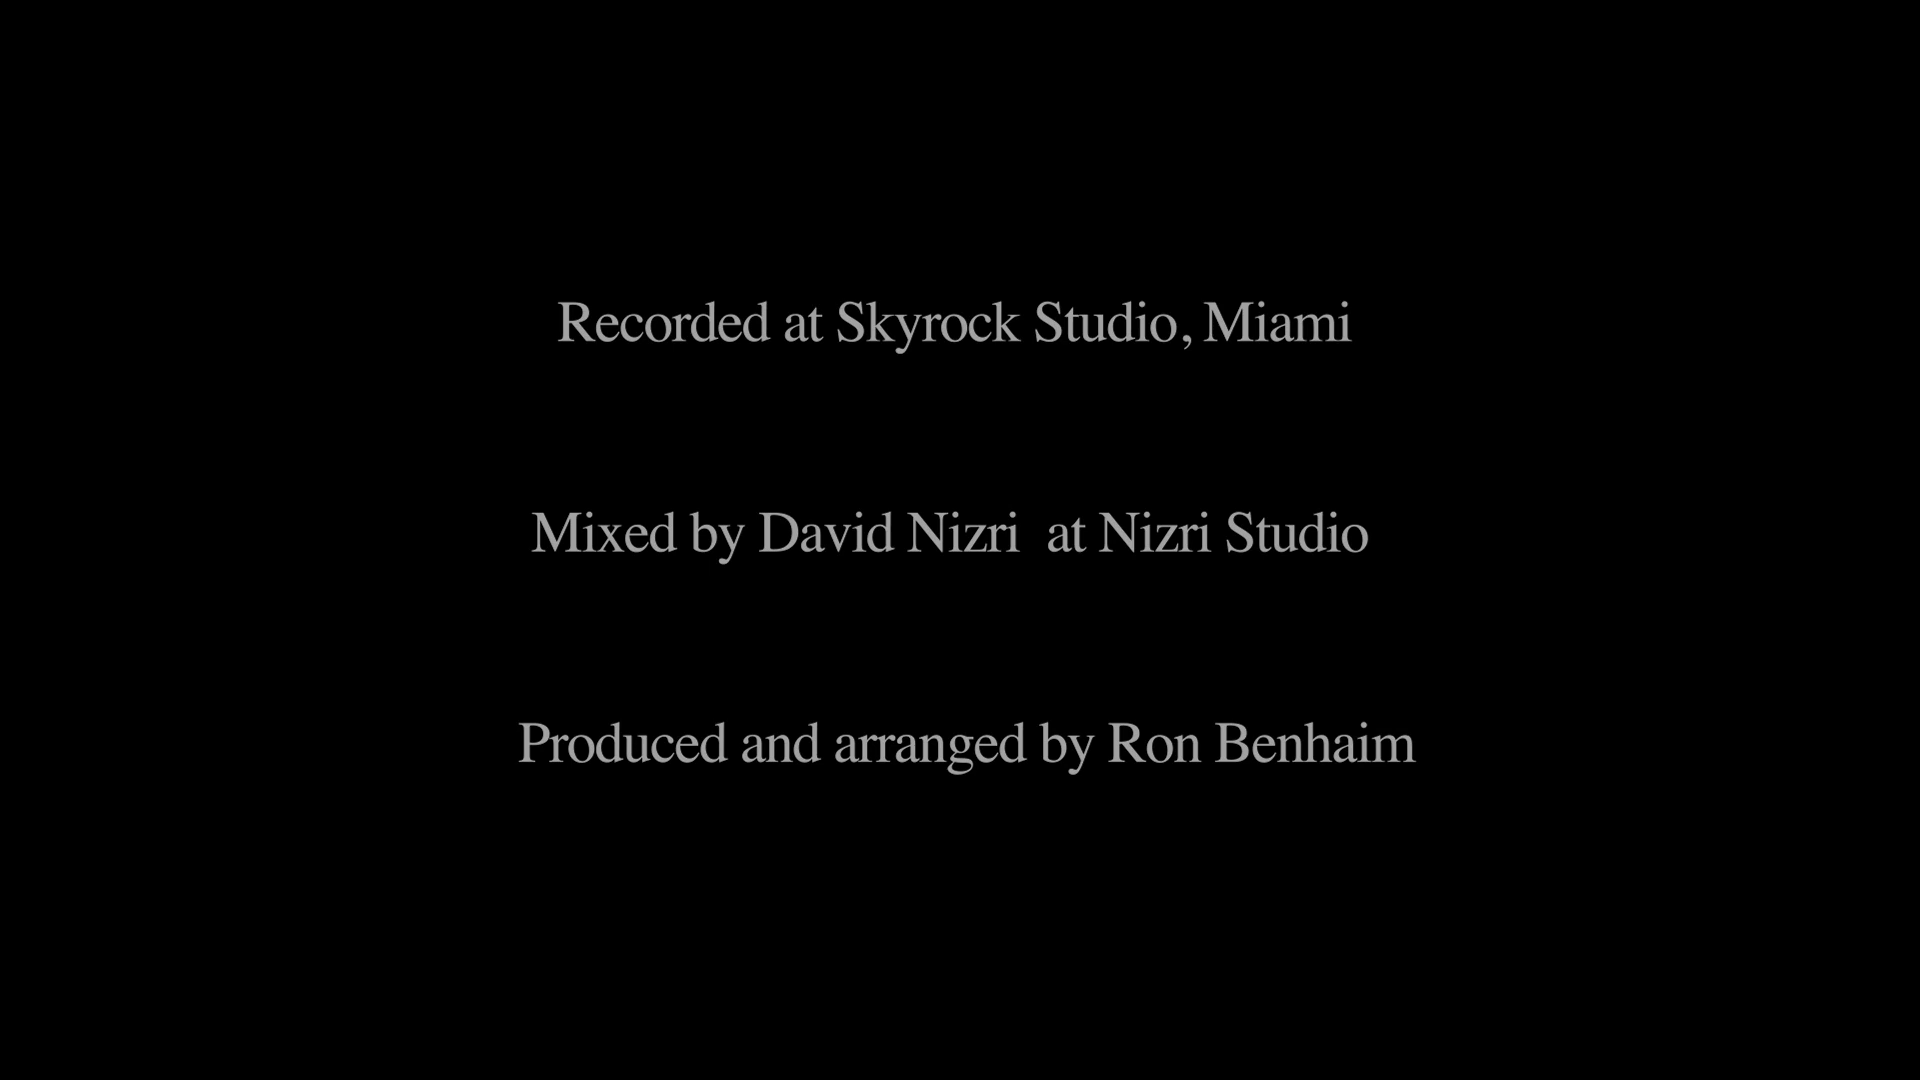 Recorded at Skyrock Studio, Miami
Mixed by David Nizri  at Nizri Studio
Produced and arranged by Ron Benhaim